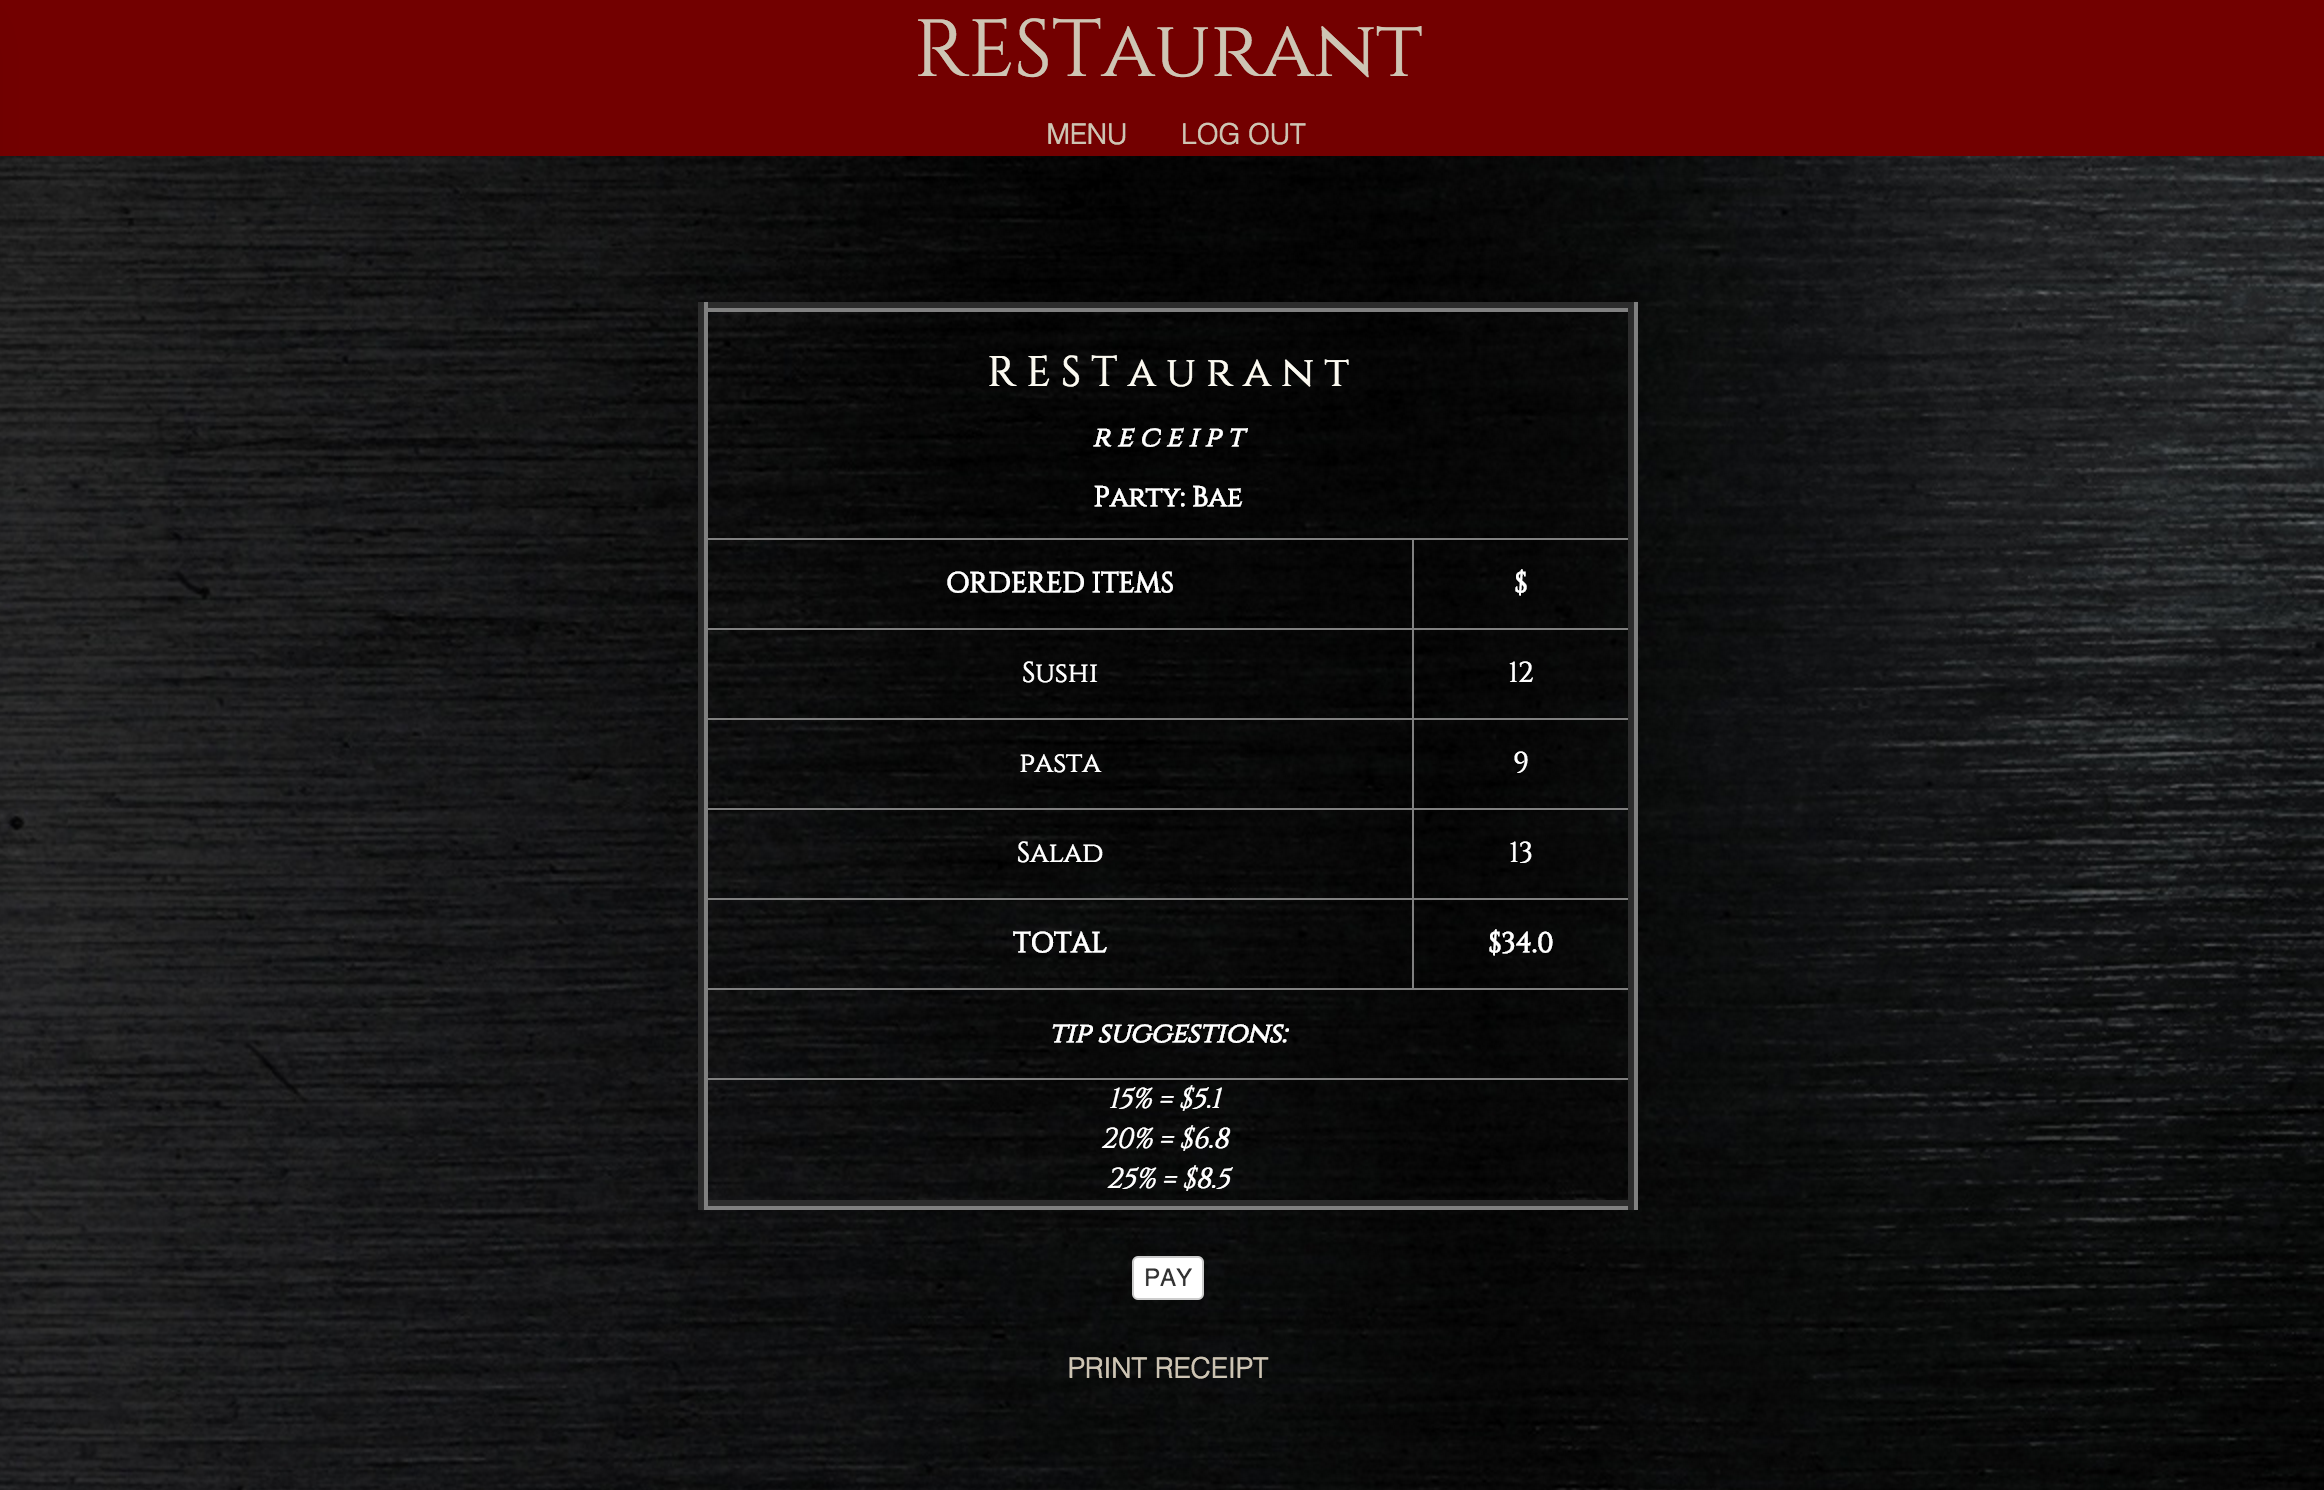 RESTaurant
MENU LOG OUT
RESTaurant
receipt
Party: Bae
ORDERED ITEMS $
Sushi 12
pasta 9
Salad 13
TOTAL $34.0
TIP SUGGESTIONS:
15% = $5.1
20% = $6.8
25% = $8.5
PAY
PRINT RECEIPT